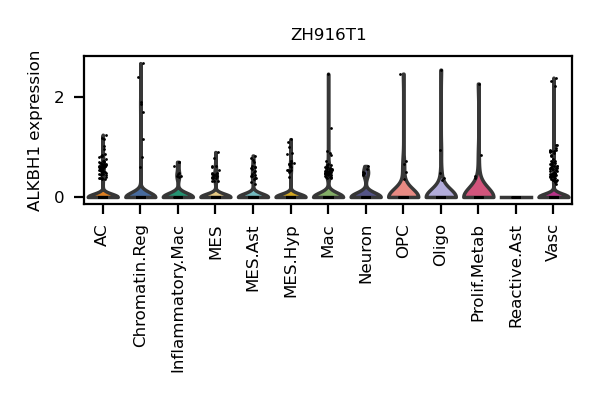 ZH916T1
ALKBH1 expression
2
0
AC
Chromatin.Reg
Inflammatory.Mac
MES
MES.Ast
MES.Hyp
Mac
Neuron
OPC
Oligo
Prolif.Metab
Reactive.Ast
Vasc